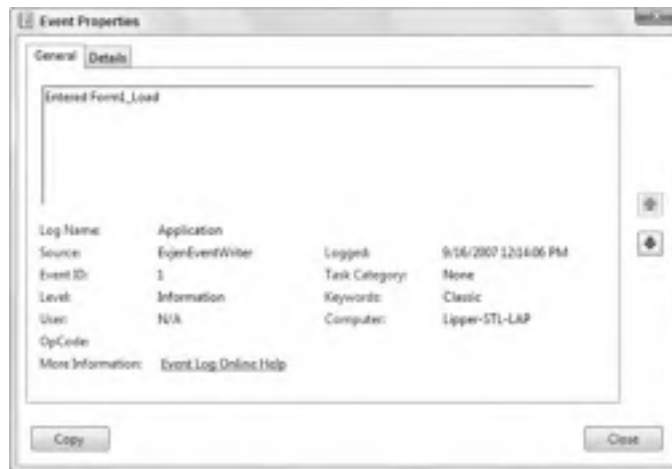 Event Properties
General Details
Entered Form1_Load
Log Name: Application
Source: EvjenEventWriter Logged: 9/16/2007 12:14:06 PM
Event ID: 1 Task Category: None
Level: Information Keywords: Classic
User: N/A Computer: Lipper-STL-LAP
OpCode:
More Information: Event Log Online Help
Copy Close